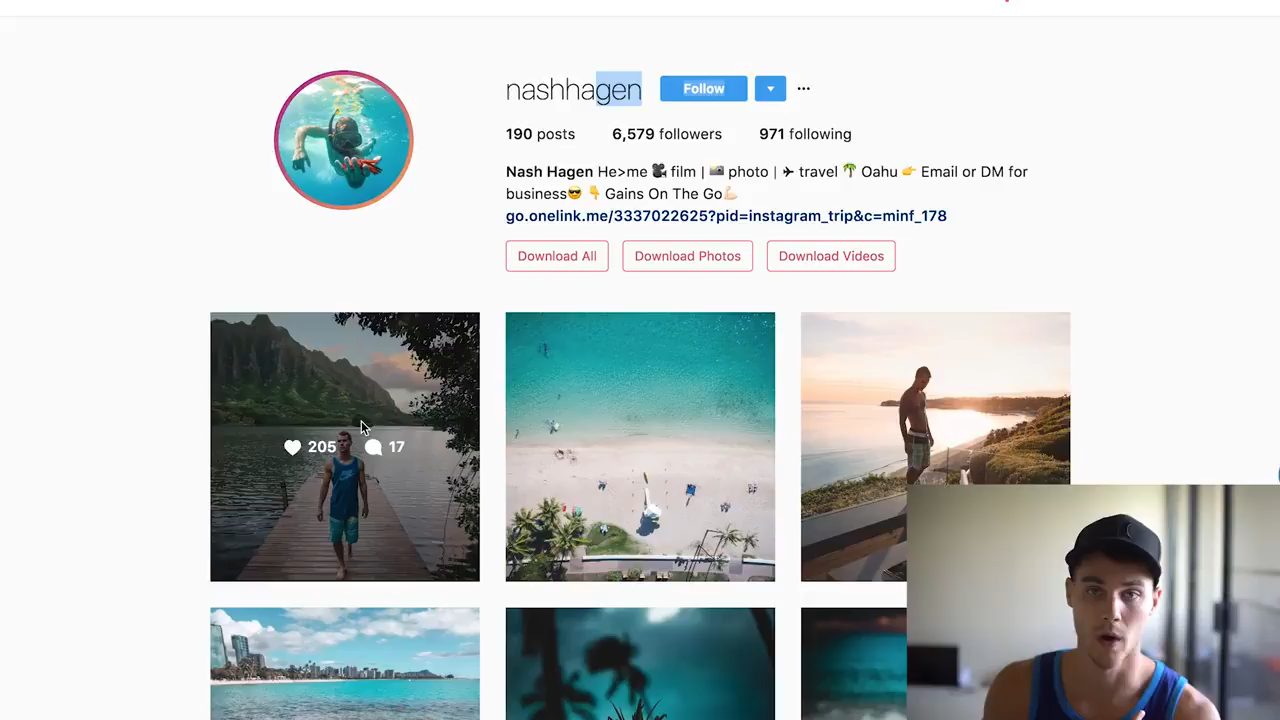 nashhagen Follow ...
190 posts 6,579 followers 971 following
Nash Hagen He>me 🎥 film | 📷 photo | ✈ travel 🌴 Oahu 👉 Email or DM for
business😎 👇 Gains On The Go💪🏻
go.onelink.me/3337022625?pid=instagram_trip&c=minf_178
Download All Download Photos Download Videos
205 17